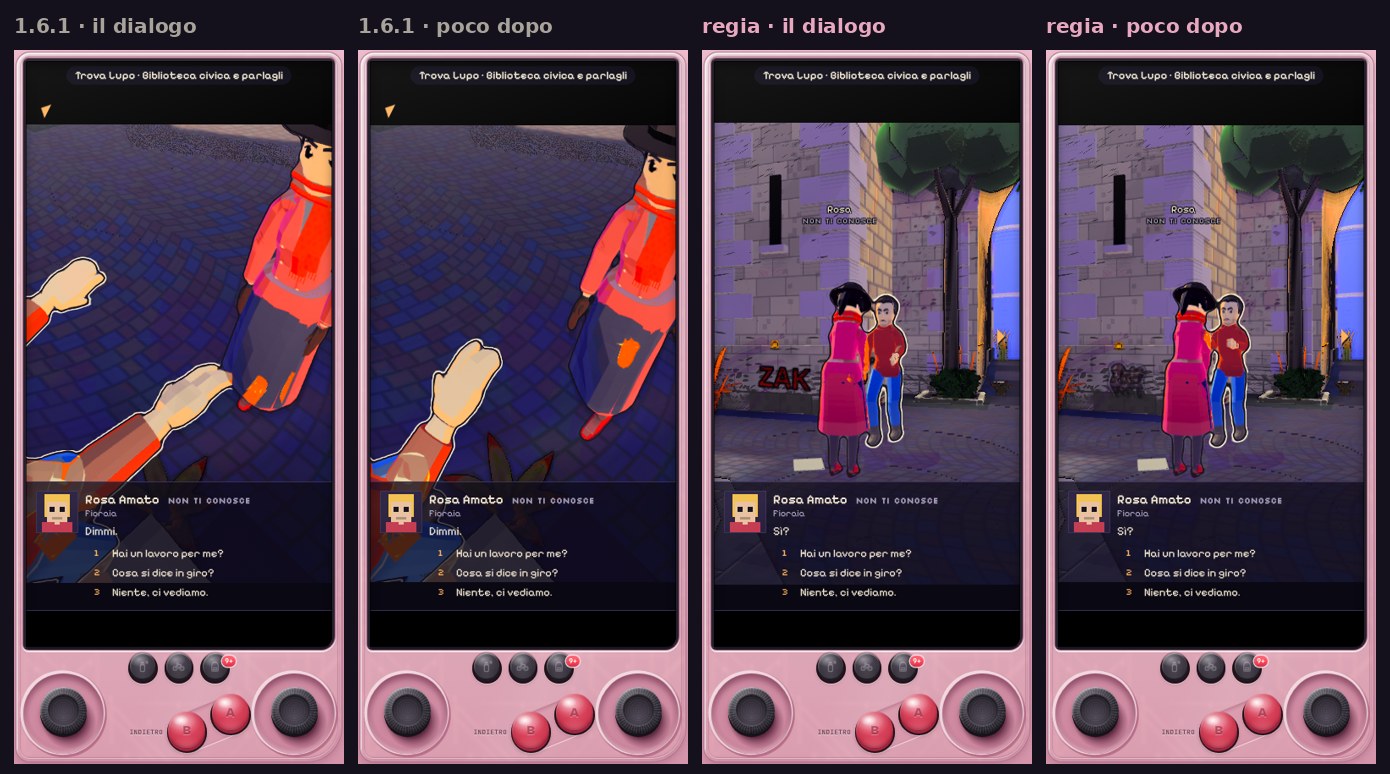 1.6.1 · il dialogo
Trova Lupo · Biblioteca civica e parlagli
Rosa Amato NON TI CONOSCE
Fioraia
Dimmi.
1 Hai un lavoro per me?
2 Cosa si dice in giro?
3 Niente, ci vediamo.
9+
A
B
INDIETRO
1.6.1 · poco dopo
Trova Lupo · Biblioteca civica e parlagli
Rosa Amato NON TI CONOSCE
Fioraia
Dimmi.
1 Hai un lavoro per me?
2 Cosa si dice in giro?
3 Niente, ci vediamo.
9+
A
B
INDIETRO
regia · il dialogo
Trova Lupo · Biblioteca civica e parlagli
Rosa
NON TI CONOSCE
ZAK
Rosa Amato NON TI CONOSCE
Fioraia
Sì?
1 Hai un lavoro per me?
2 Cosa si dice in giro?
3 Niente, ci vediamo.
9+
A
B
INDIETRO
regia · poco dopo
Trova Lupo · Biblioteca civica e parlagli
Rosa
NON TI CONOSCE
Rosa Amato NON TI CONOSCE
Fioraia
Sì?
1 Hai un lavoro per me?
2 Cosa si dice in giro?
3 Niente, ci vediamo.
9+
A
B
INDIETRO